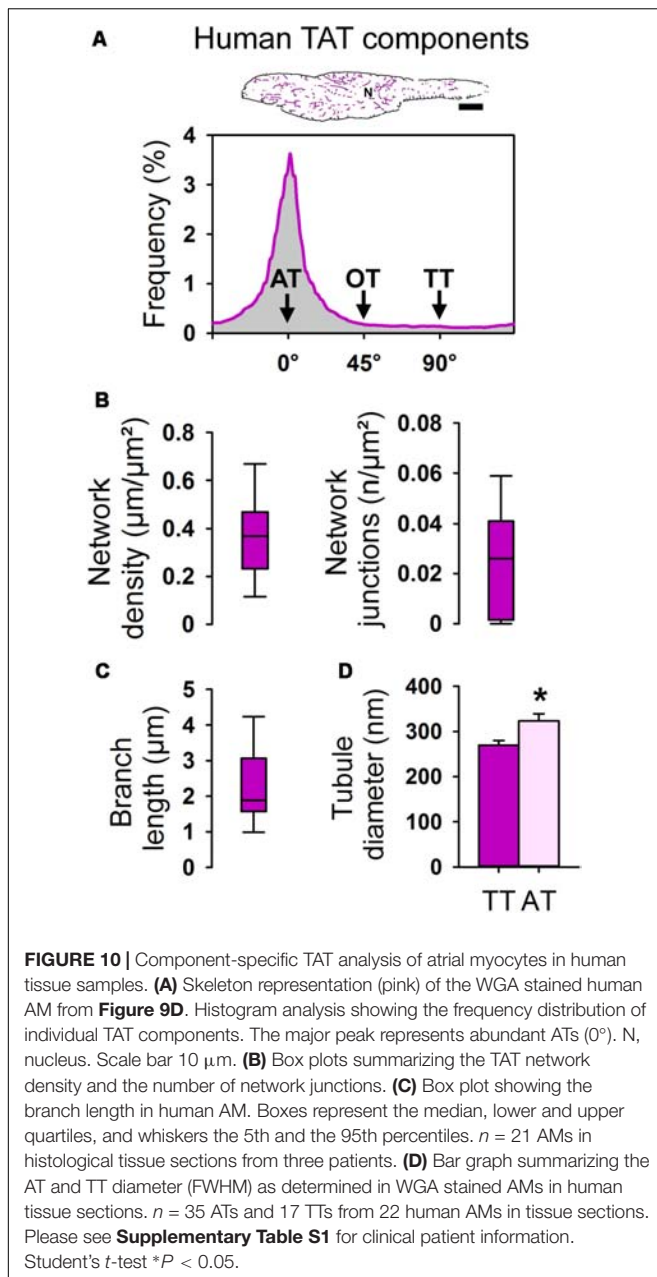 A Human TAT components
N
4
3
2
1
0
Frequency (%)
AT OT TT
0° 45° 90°
B
Network
density (µm/µm²)
0.8
0.6
0.4
0.2
0
Network
junctions (n/µm²)
0.08
0.06
0.04
0.02
0
C
Branch
length (µm)
5
4
3
2
1
0
D
Tubule
diameter (nm)
400
300
200
100
0
*
TT AT
FIGURE 10 | Component-specific TAT analysis of atrial myocytes in human
tissue samples. (A) Skeleton representation (pink) of the WGA stained human
AM from Figure 9D. Histogram analysis showing the frequency distribution of
individual TAT components. The major peak represents abundant ATs (0°). N,
nucleus. Scale bar 10 µm. (B) Box plots summarizing the TAT network
density and the number of network junctions. (C) Box plot showing the
branch length in human AM. Boxes represent the median, lower and upper
quartiles, and whiskers the 5th and the 95th percentiles. n = 21 AMs in
histological tissue sections from three patients. (D) Bar graph summarizing the
AT and TT diameter (FWHM) as determined in WGA stained AMs in human
tissue sections. n = 35 ATs and 17 TTs from 22 human AMs in tissue sections.
Please see Supplementary Table S1 for clinical patient information.
Student's t-test *P < 0.05.